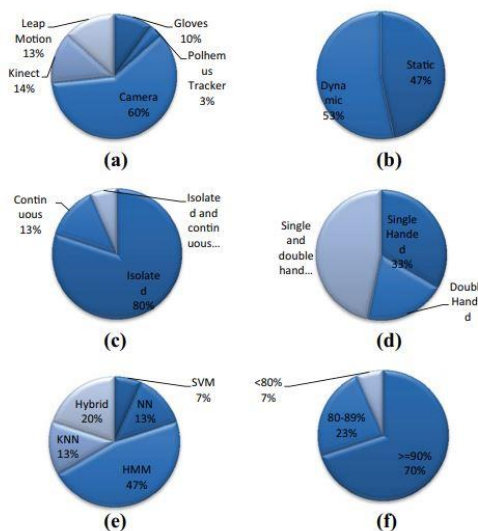 Leap
Motion
13%
Gloves
10%
Polhem
us
Tracker
3%
Kinect
14%
Camera
60%
(a)
Static
47%
Dyna
mic
53%
(b)
Contin
uous
13%
Isolate
d and
contin
uous...
Isolate
d
80%
(c)
Single
and
double
hand...
Single
Hande
d
33%
Doubl
Hand
d
(d)
SVM
7%
NN
13%
Hybrid
20%
KNN
13%
HMM
47%
(e)
<80%
7%
80-89%
23%
>=90%
70%
(f)